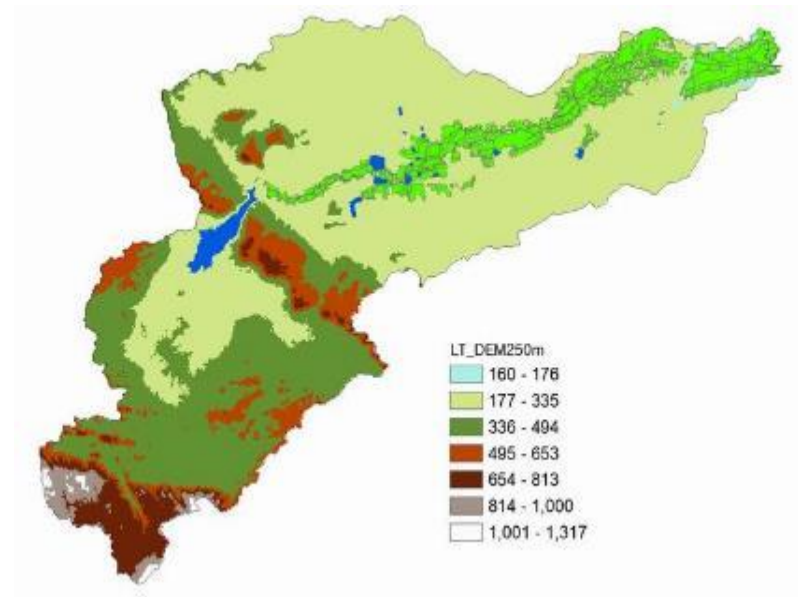 LT_DEM250m
160 - 176
177 - 335
336 - 494
495 - 653
654 - 813
814 - 1,000
1,001 - 1,317